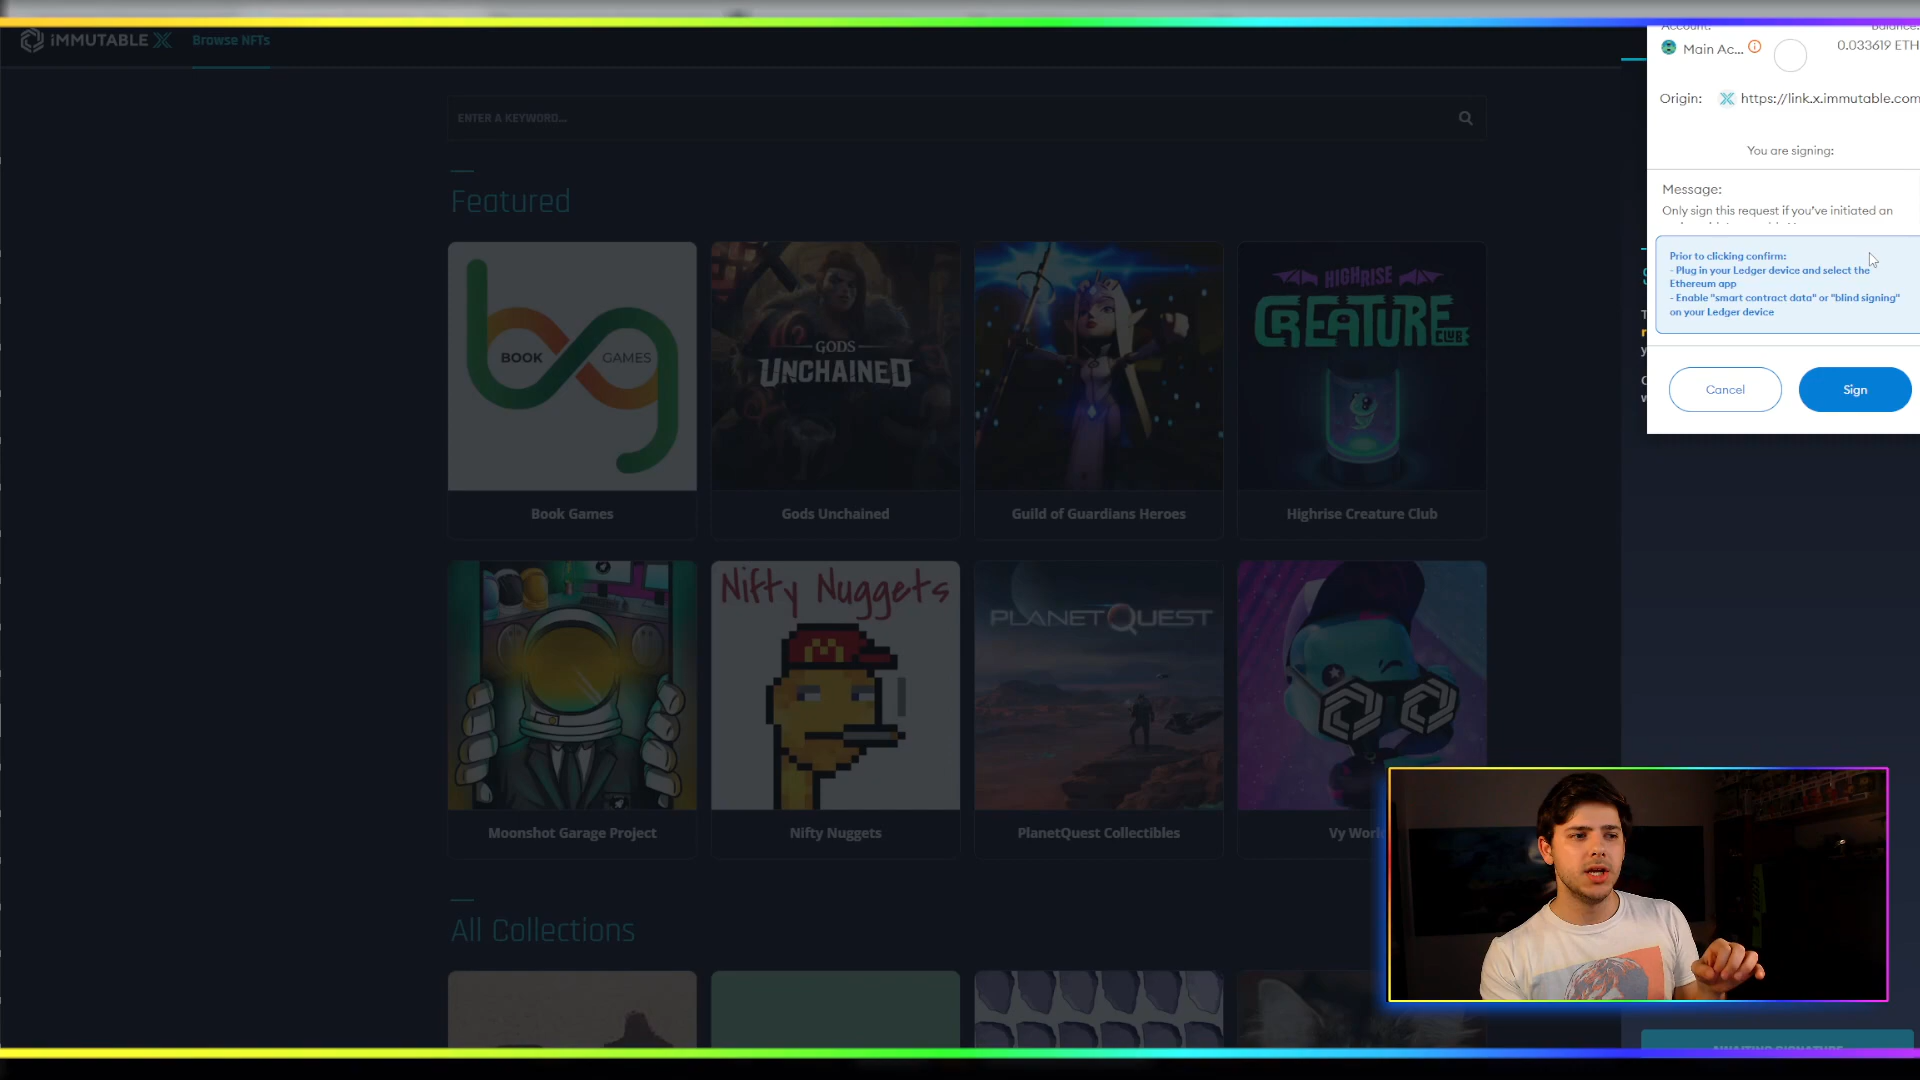 iMMUTABLE X
Browse NFTs
ENTER A KEYWORD...
Featured
BOOK GAMES
GODS
UNCHAINED
HIGHRISE
CREATURE
CLUB
Book Games
Gods Unchained
Guild of Guardians Heroes
Highrise Creature Club
Nifty Nuggets
PLANETQUEST
Moonshot Garage Project
Nifty Nuggets
PlanetQuest Collectibles
All Collections
Account:
Balance:
Main Ac...
0.033619 ETH
Origin:
https://link.x.immutable.com
You are signing:
Message:
Only sign this request if you've initiated an
Prior to clicking confirm:
- Plug in your Ledger device and select the
Ethereum app
- Enable "smart contract data" or "blind signing"
on your Ledger device
Cancel
Sign